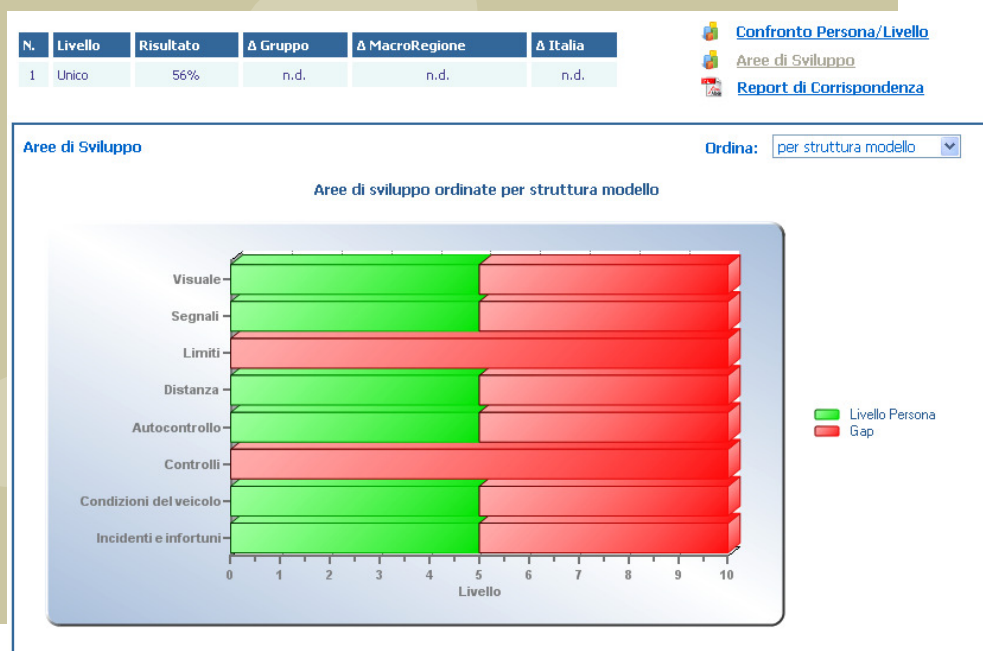 N. Livello Risultato Δ Gruppo Δ MacroRegione Δ Italia
1 Unico 56% n.d. n.d. n.d.
Confronto Persona/Livello
Aree di Sviluppo
Report di Corrispondenza
Aree di Sviluppo
Ordina: per struttura modello
Aree di sviluppo ordinate per struttura modello
Visuale
Segnali
Limiti
Distanza
Autocontrollo
Controlli
Condizioni del veicolo
Incidenti e infortuni
0 1 2 3 4 5 6 7 8 9 10
Livello
Livello Persona
Gap